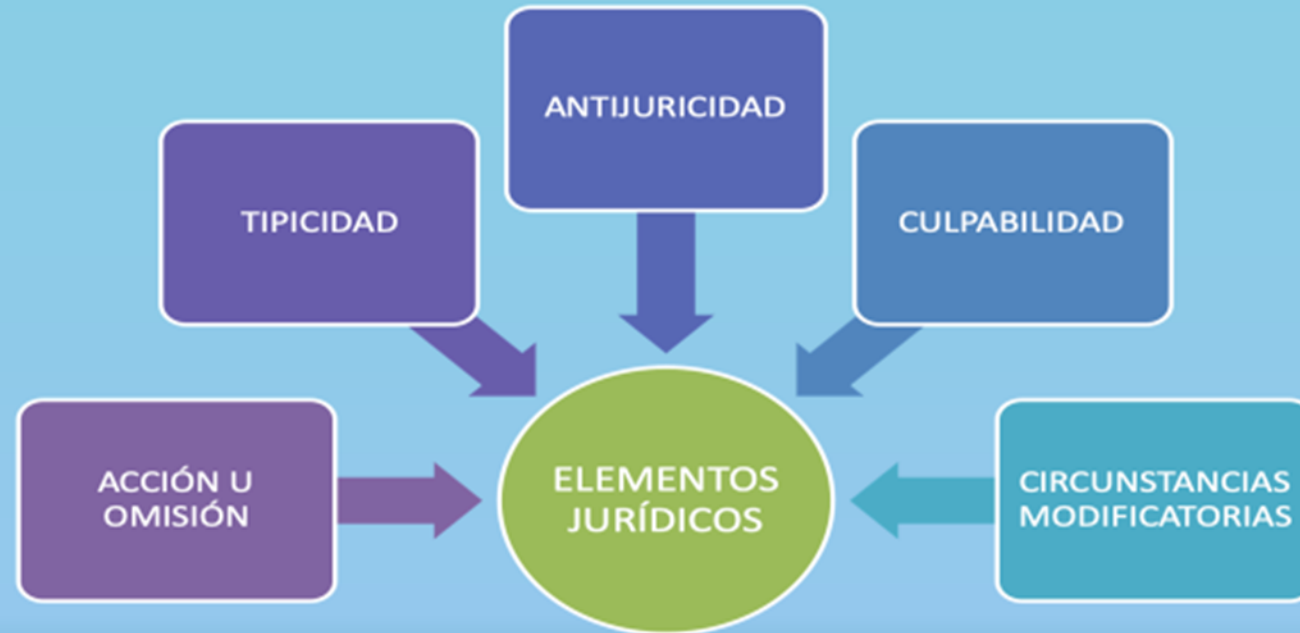 ANTIJURICIDAD
TIPICIDAD
CULPABILIDAD
ACCIÓN U
OMISIÓN
ELEMENTOS
JURÍDICOS
CIRCUNSTANCIAS
MODIFICATORIAS